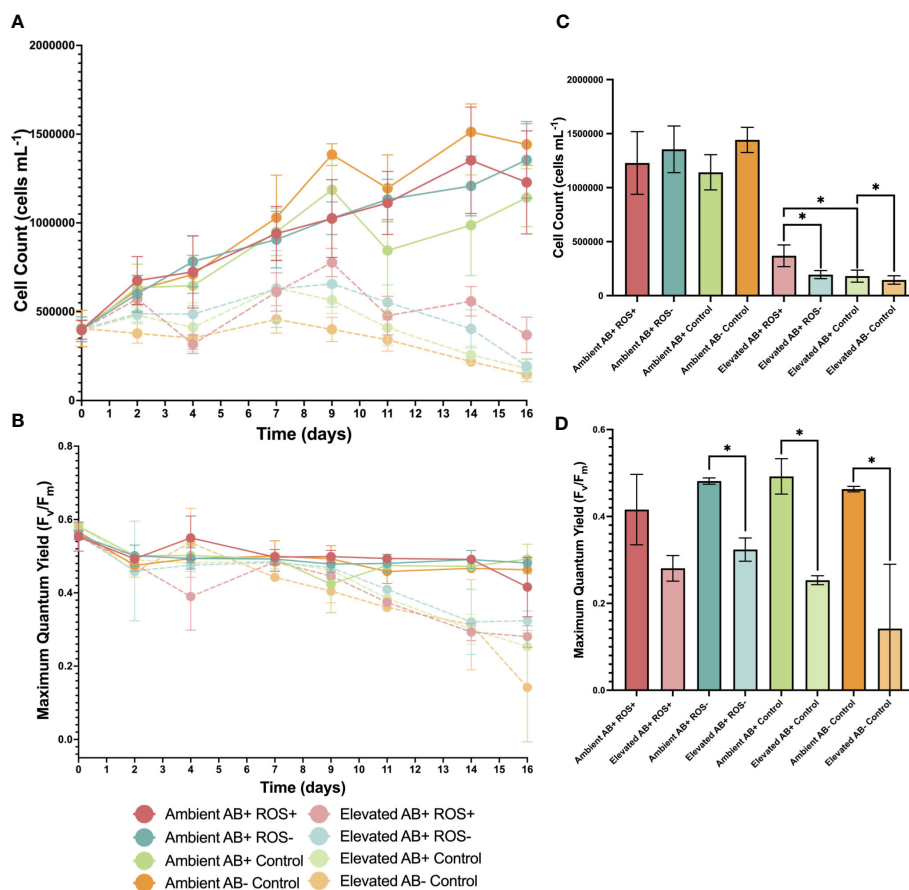 A
2000000
1500000
1000000
500000
0
Cell Count (cells mL⁻¹)
0 1 2 3 4 5 6 7 8 9 10 11 12 13 14 15 16
Time (days)
B
0.8
0.6
0.4
0.2
0.0
Maximum Quantum Yield (Fᵥ/Fₘ)
0 1 2 3 4 5 6 7 8 9 10 11 12 13 14 15 16
Time (days)
C
2000000
1500000
1000000
500000
0
Cell Count (cells mL⁻¹)
* * *
Ambient AB+ ROS+
Ambient AB+ ROS-
Ambient AB+ Control
Ambient AB- Control
Elevated AB+ ROS+
Elevated AB+ ROS-
Elevated AB+ Control
Elevated AB- Control
D
0.6
0.4
0.2
0.0
Maximum Quantum Yield (Fᵥ/Fₘ)
* * *
Ambient AB+ ROS+
Elevated AB+ ROS+
Ambient AB+ ROS-
Elevated AB+ ROS-
Ambient AB+ Control
Elevated AB+ Control
Ambient AB- Control
Elevated AB- Control
Ambient AB+ ROS+ Elevated AB+ ROS+
Ambient AB+ ROS- Elevated AB+ ROS-
Ambient AB+ Control Elevated AB+ Control
Ambient AB- Control Elevated AB- Control